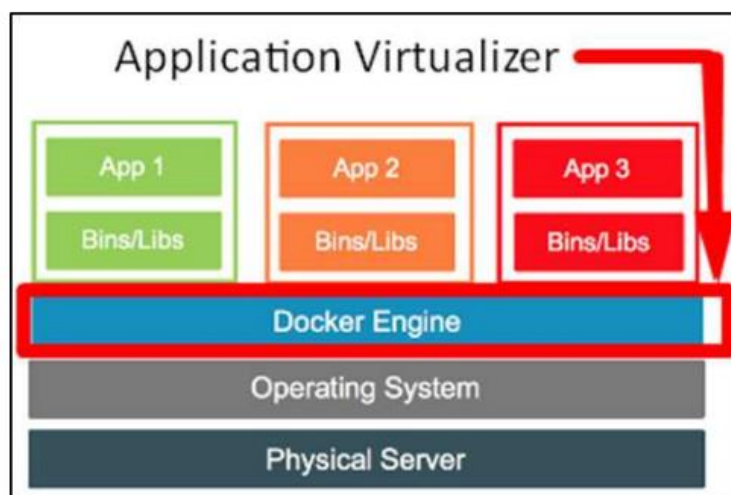 Application Virtualizer
App 1
App 2
App 3
Bins/Libs
Bins/Libs
Bins/Libs
Docker Engine
Operating System
Physical Server